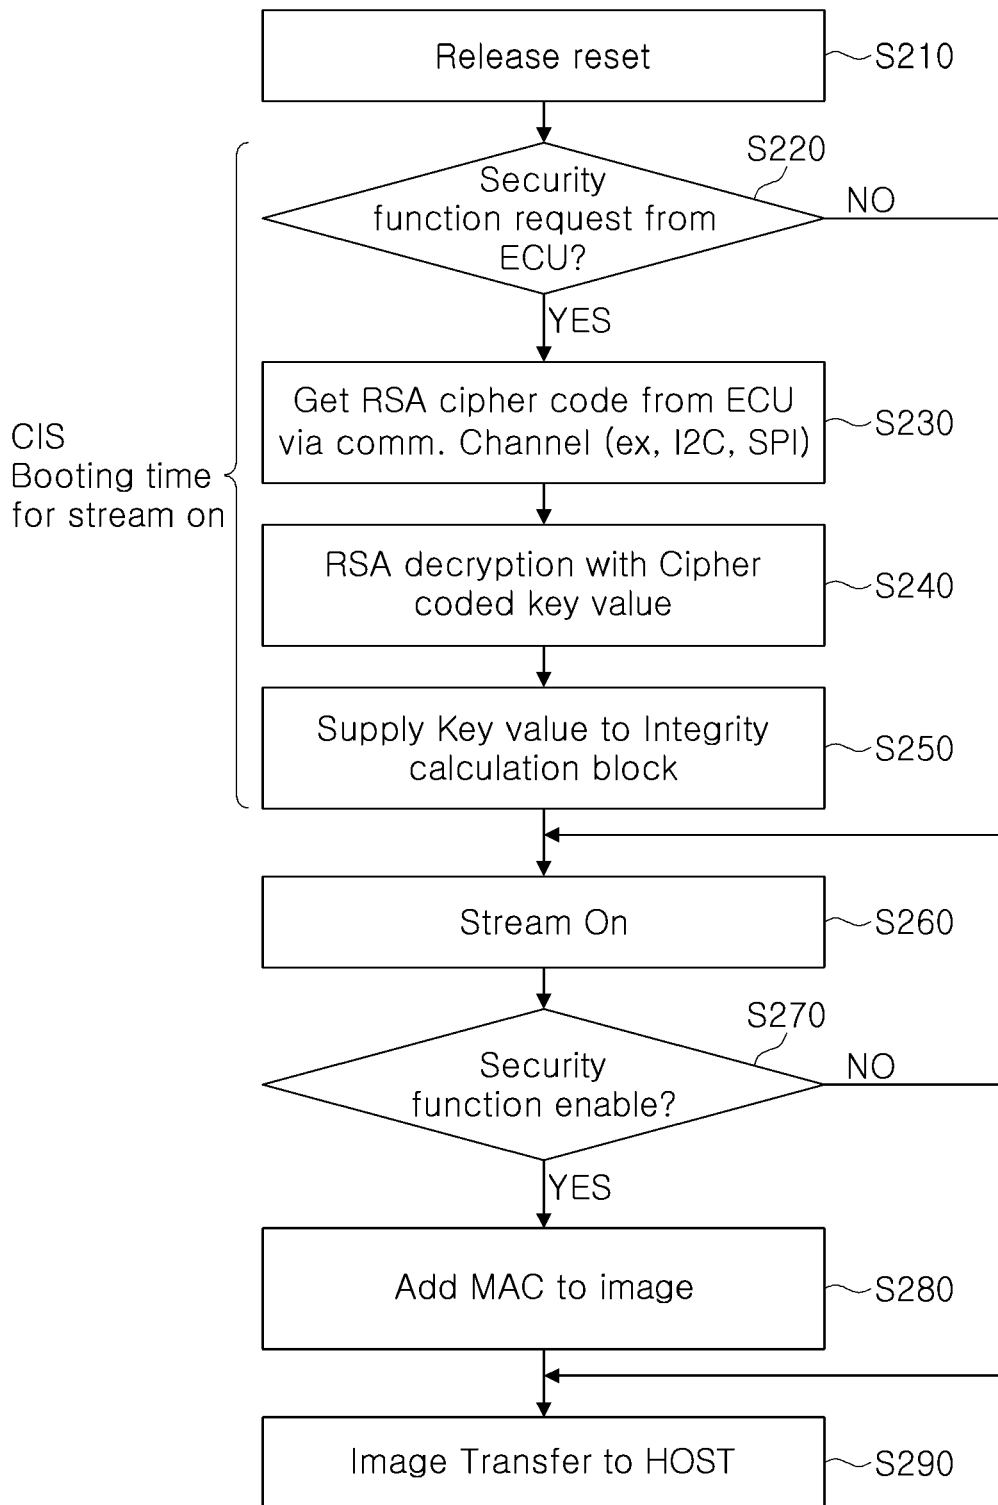 Release reset
S210
S220
Security
function request from
ECU?
NO
YES
Get RSA cipher code from ECU
via comm. Channel (ex, I2C, SPI)
S230
CIS
Booting time
for stream on
RSA decryption with Cipher
coded key value
S240
Supply Key value to Integrity
calculation block
S250
Stream On
S260
S270
Security
function enable?
NO
YES
Add MAC to image
S280
Image Transfer to HOST
S290